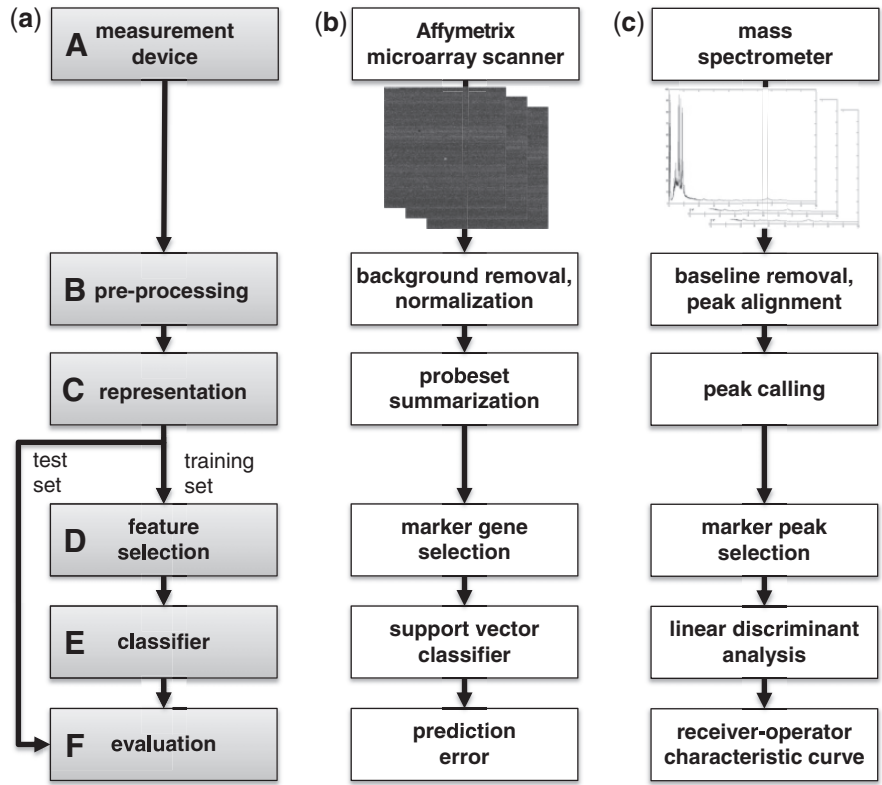 (a)
A measurement
device
B pre-processing
C representation
test
set
training
set
D feature
selection
E classifier
F evaluation
(b)
Affymetrix
microarray scanner
background removal,
normalization
probeset
summarization
marker gene
selection
support vector
classifier
prediction
error
(c)
mass
spectrometer
baseline removal,
peak alignment
peak calling
marker peak
selection
linear discriminant
analysis
receiver-operator
characteristic curve